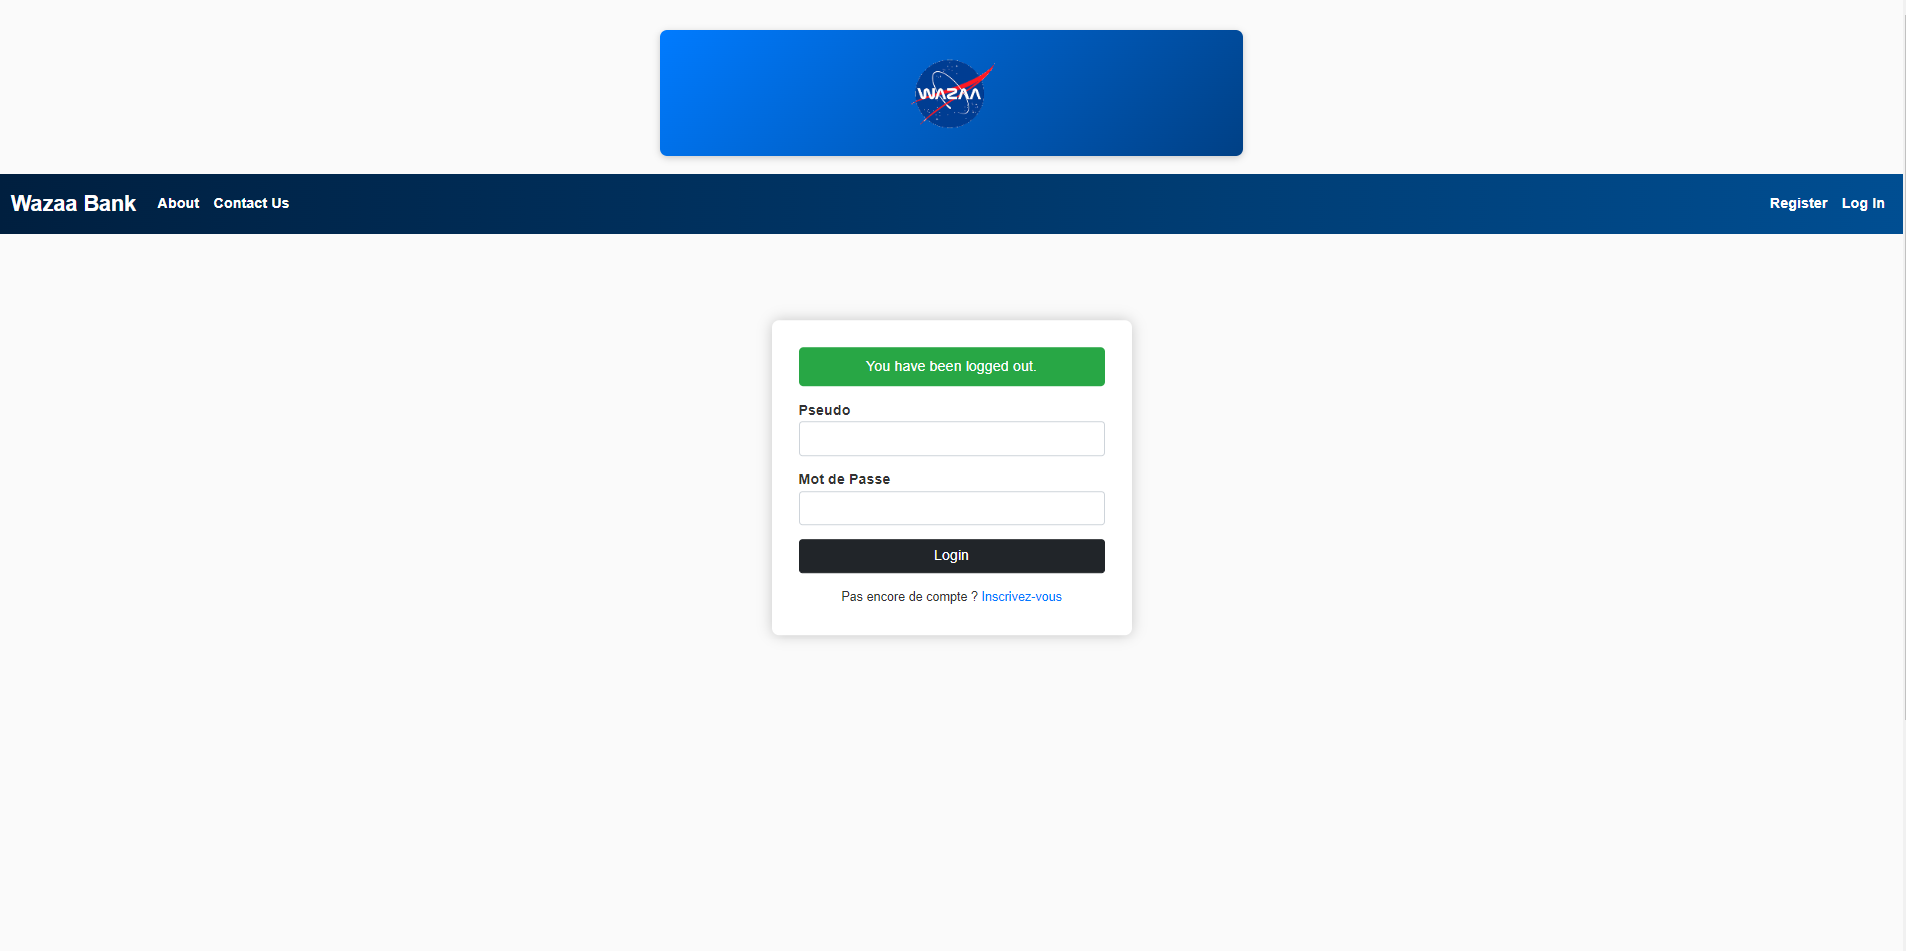 WAZAA
Wazaa Bank About Contact Us Register Log In
You have been logged out.
Pseudo
Mot de Passe
Login
Pas encore de compte ? Inscrivez-vous